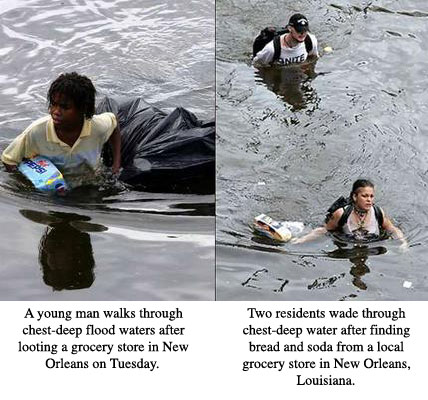 ANITE
A young man walks through
chest-deep flood waters after
looting a grocery store in New
Orleans on Tuesday.
Two residents wade through
chest-deep water after finding
bread and soda from a local
grocery store in New Orleans,
Louisiana.